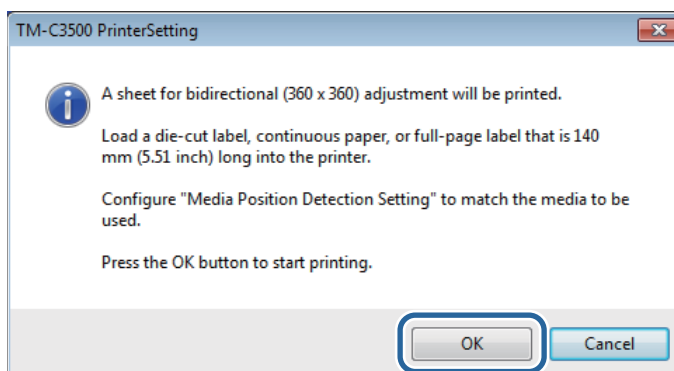 TM-C3500 PrinterSetting
A sheet for bidirectional (360 x 360) adjustment will be printed.
Load a die-cut label, continuous paper, or full-page label that is 140
mm (5.51 inch) long into the printer.
Configure "Media Position Detection Setting" to match the media to be
used.
Press the OK button to start printing.
OK
Cancel